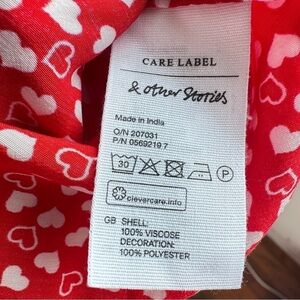 CARE LABEL
& other Stories
Made in India
O/N 207031
P/N 0569219 7
30 P
clevercare.info
GB SHELL:
100% VISCOSE
DECORATION:
100% POLYESTER